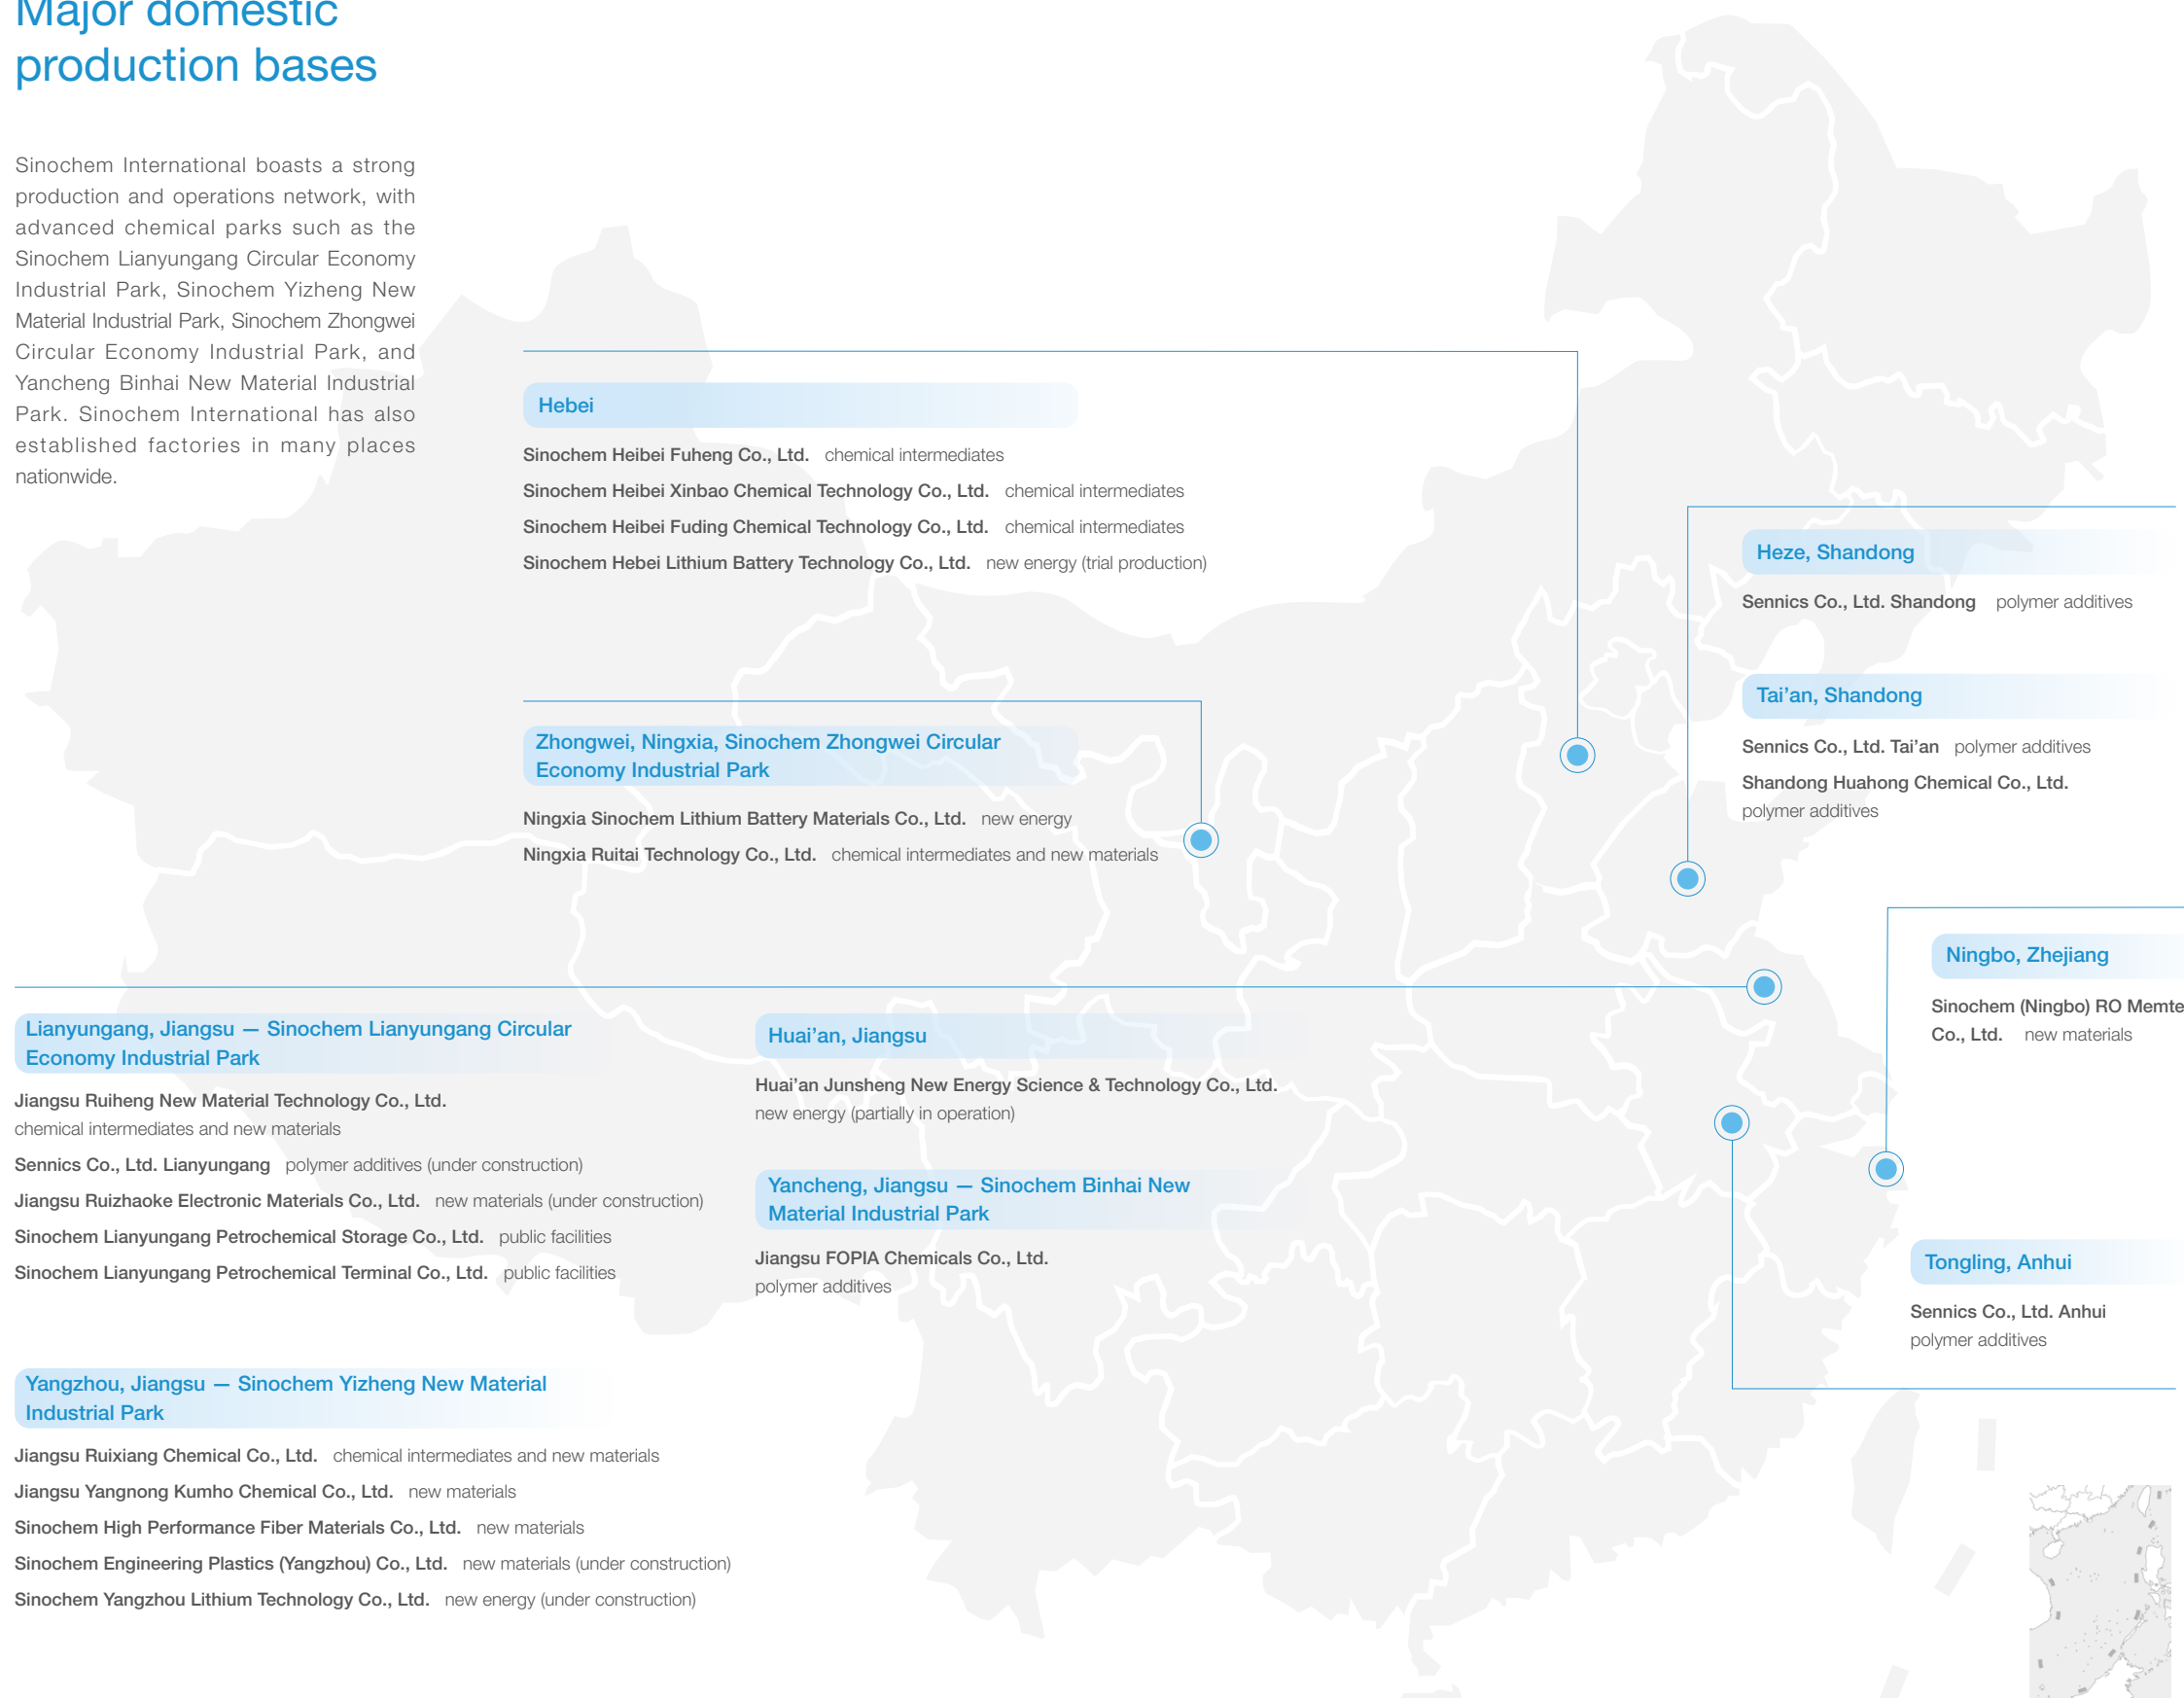 Major domestic
production bases
Sinochem International boasts a strong
production and operations network, with
advanced chemical parks such as the
Sinochem Lianyungang Circular Economy
Industrial Park, Sinochem Yizheng New
Material Industrial Park, Sinochem Zhongwei
Circular Economy Industrial Park, and
Yancheng Binhai New Material Industrial
Park. Sinochem International has also
established factories in many places
nationwide.
Hebei
Sinochem Heibei Fuheng Co., Ltd. chemical intermediates
Sinochem Heibei Xinbao Chemical Technology Co., Ltd. chemical intermediates
Sinochem Heibei Fuding Chemical Technology Co., Ltd. chemical intermediates
Sinochem Hebei Lithium Battery Technology Co., Ltd. new energy (trial production)
Heze, Shandong
Sennics Co., Ltd. Shandong polymer additives
Tai’an, Shandong
Sennics Co., Ltd. Tai’an polymer additives
Shandong Huahong Chemical Co., Ltd.
polymer additives
Zhongwei, Ningxia, Sinochem Zhongwei Circular
Economy Industrial Park
Ningxia Sinochem Lithium Battery Materials Co., Ltd. new energy
Ningxia Ruitai Technology Co., Ltd. chemical intermediates and new materials
Ningbo, Zhejiang
Sinochem (Ningbo) RO Memte
Co., Ltd. new materials
Lianyungang, Jiangsu — Sinochem Lianyungang Circular
Economy Industrial Park
Jiangsu Ruiheng New Material Technology Co., Ltd.
chemical intermediates and new materials
Sennics Co., Ltd. Lianyungang polymer additives (under construction)
Jiangsu Ruizhaoke Electronic Materials Co., Ltd. new materials (under construction)
Sinochem Lianyungang Petrochemical Storage Co., Ltd. public facilities
Sinochem Lianyungang Petrochemical Terminal Co., Ltd. public facilities
Huai’an, Jiangsu
Huai’an Junsheng New Energy Science & Technology Co., Ltd.
new energy (partially in operation)
Yancheng, Jiangsu — Sinochem Binhai New
Material Industrial Park
Jiangsu FOPIA Chemicals Co., Ltd.
polymer additives
Tongling, Anhui
Sennics Co., Ltd. Anhui
polymer additives
Yangzhou, Jiangsu — Sinochem Yizheng New Material
Industrial Park
Jiangsu Ruixiang Chemical Co., Ltd. chemical intermediates and new materials
Jiangsu Yangnong Kumho Chemical Co., Ltd. new materials
Sinochem High Performance Fiber Materials Co., Ltd. new materials
Sinochem Engineering Plastics (Yangzhou) Co., Ltd. new materials (under construction)
Sinochem Yangzhou Lithium Technology Co., Ltd. new energy (under construction)